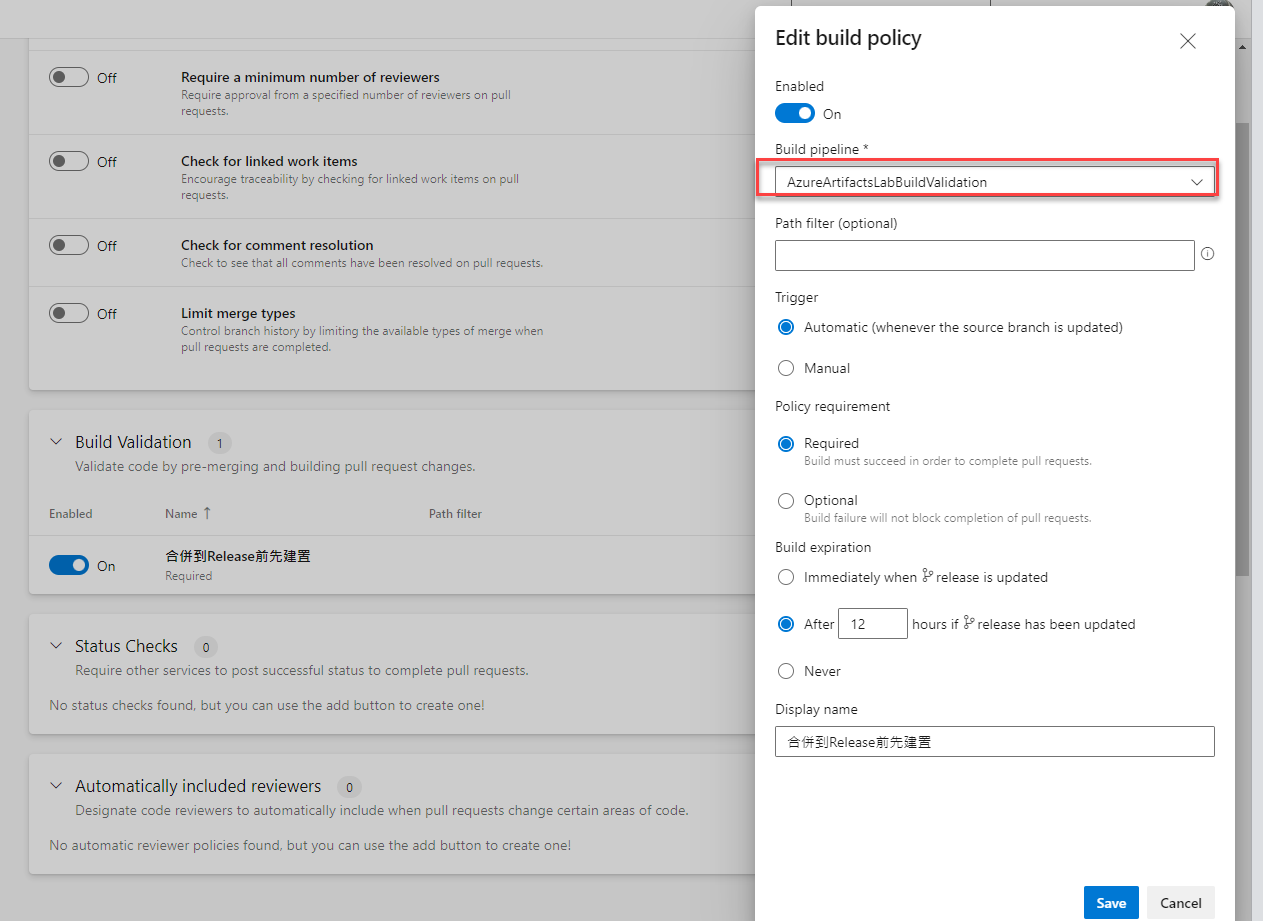 Off
Require a minimum number of reviewers
Require approval from a specified number of reviewers on pull
requests.
Off
Check for linked work items
Encourage traceability by checking for linked work items on pull
requests.
Off
Check for comment resolution
Check to see that all comments have been resolved on pull requests.
Off
Limit merge types
Control branch history by limiting the available types of merge when
pull requests are completed.
Build Validation 1
Validate code by pre-merging and building pull request changes.
Enabled Name ↑ Path filter
On
合併到Release前先建置
Required
Status Checks 0
Require other services to post successful status to complete pull requests.
No status checks found, but you can use the add button to create one!
Automatically included reviewers 0
Designate code reviewers to automatically include when pull requests change certain areas of code.
No automatic reviewer policies found, but you can use the add button to create one!
Edit build policy
Enabled
On
Build pipeline *
AzureArtifactsLabBuildValidation
Path filter (optional)
Trigger
Automatic (whenever the source branch is updated)
Manual
Policy requirement
Required
Build must succeed in order to complete pull requests.
Optional
Build failure will not block completion of pull requests.
Build expiration
Immediately when release is updated
After 12 hours if release has been updated
Never
Display name
合併到Release前先建置
Save Cancel